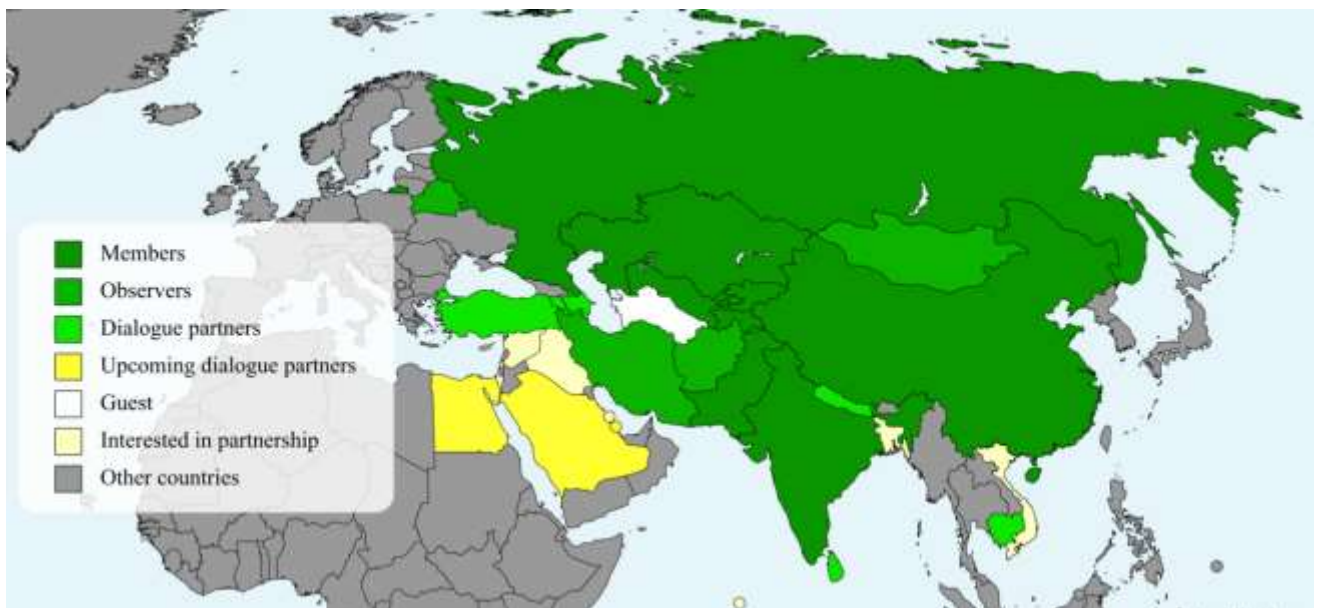 Members
Observers
Dialogue partners
Upcoming dialogue partners
Guest
Interested in partnership
Other countries